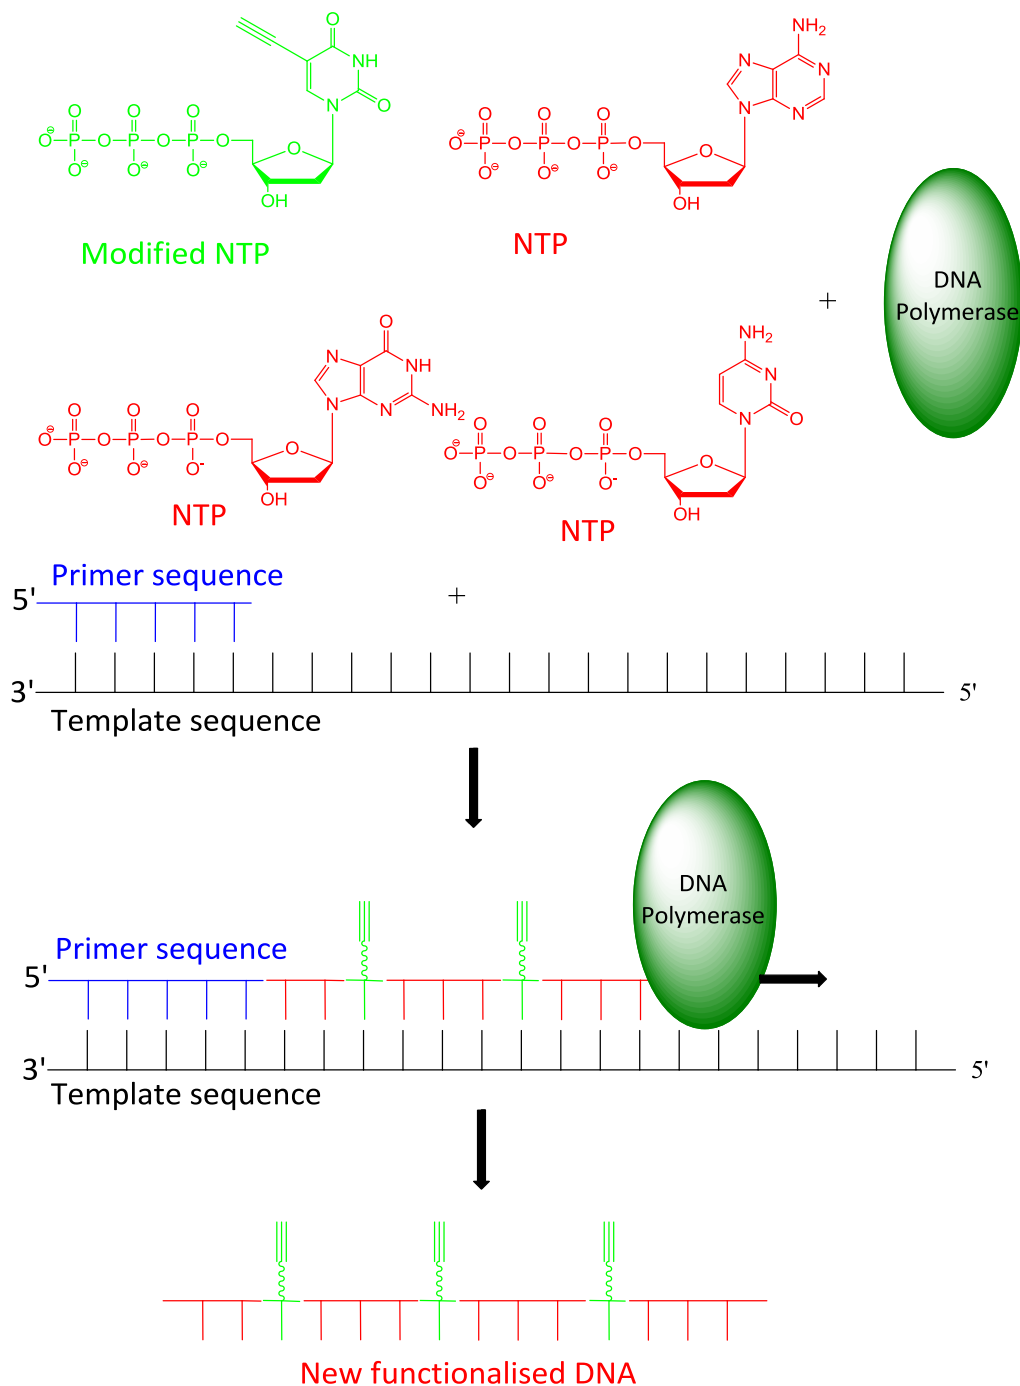 O
NH
N
O
O O O
⊖O-P-O-P-O-P-O
O⊖ O⊖ O⊖
O
OH
Modified NTP
NH2
N
N
N
N
O O O
⊖O-P-O-P-O-P-O
O⊖ O⊖ O⊖
O
OH
NTP
+
DNA
Polymerase
O
N
NH
N
N
NH2
O O O
⊖O-P-O-P-O-P-O
O⊖ O⊖ O-
O
OH
NTP
NH2
N
N
O
O O O
⊖O-P-O-P-O-P-O
O⊖ O⊖ O-
O
OH
NTP
Primer sequence
5'
+
3'
5'
Template sequence
DNA
Polymerase
Primer sequence
5'
3'
5'
Template sequence
New functionalised DNA